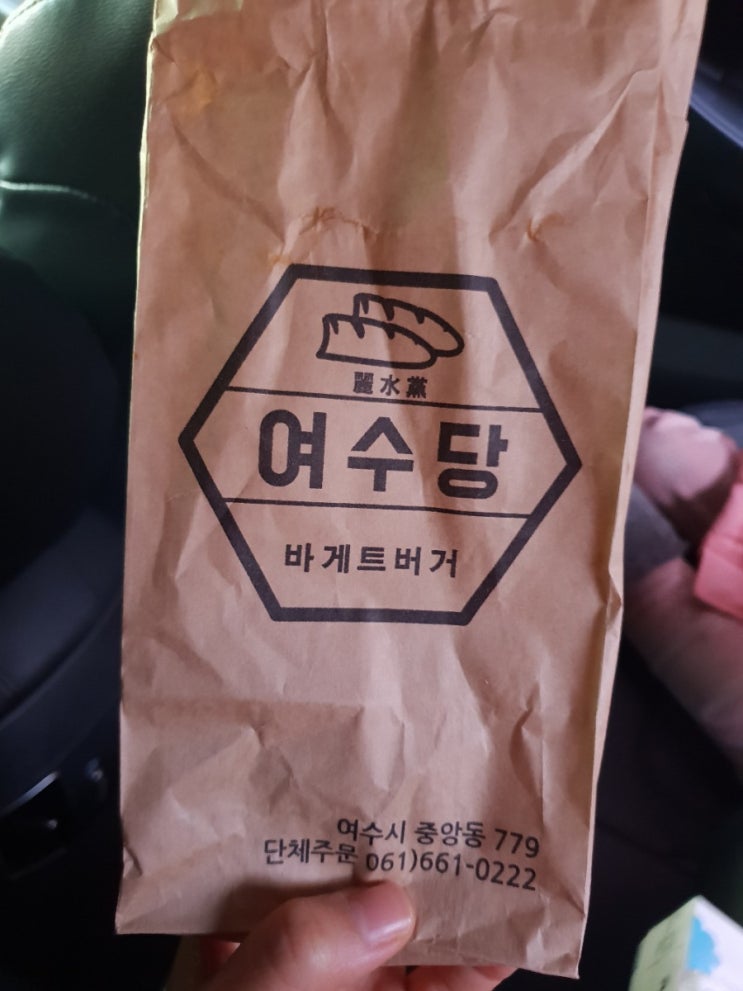 麗水黨
여수당
바게트버거
여수시 중앙동 779
단체주문 061)661-0222